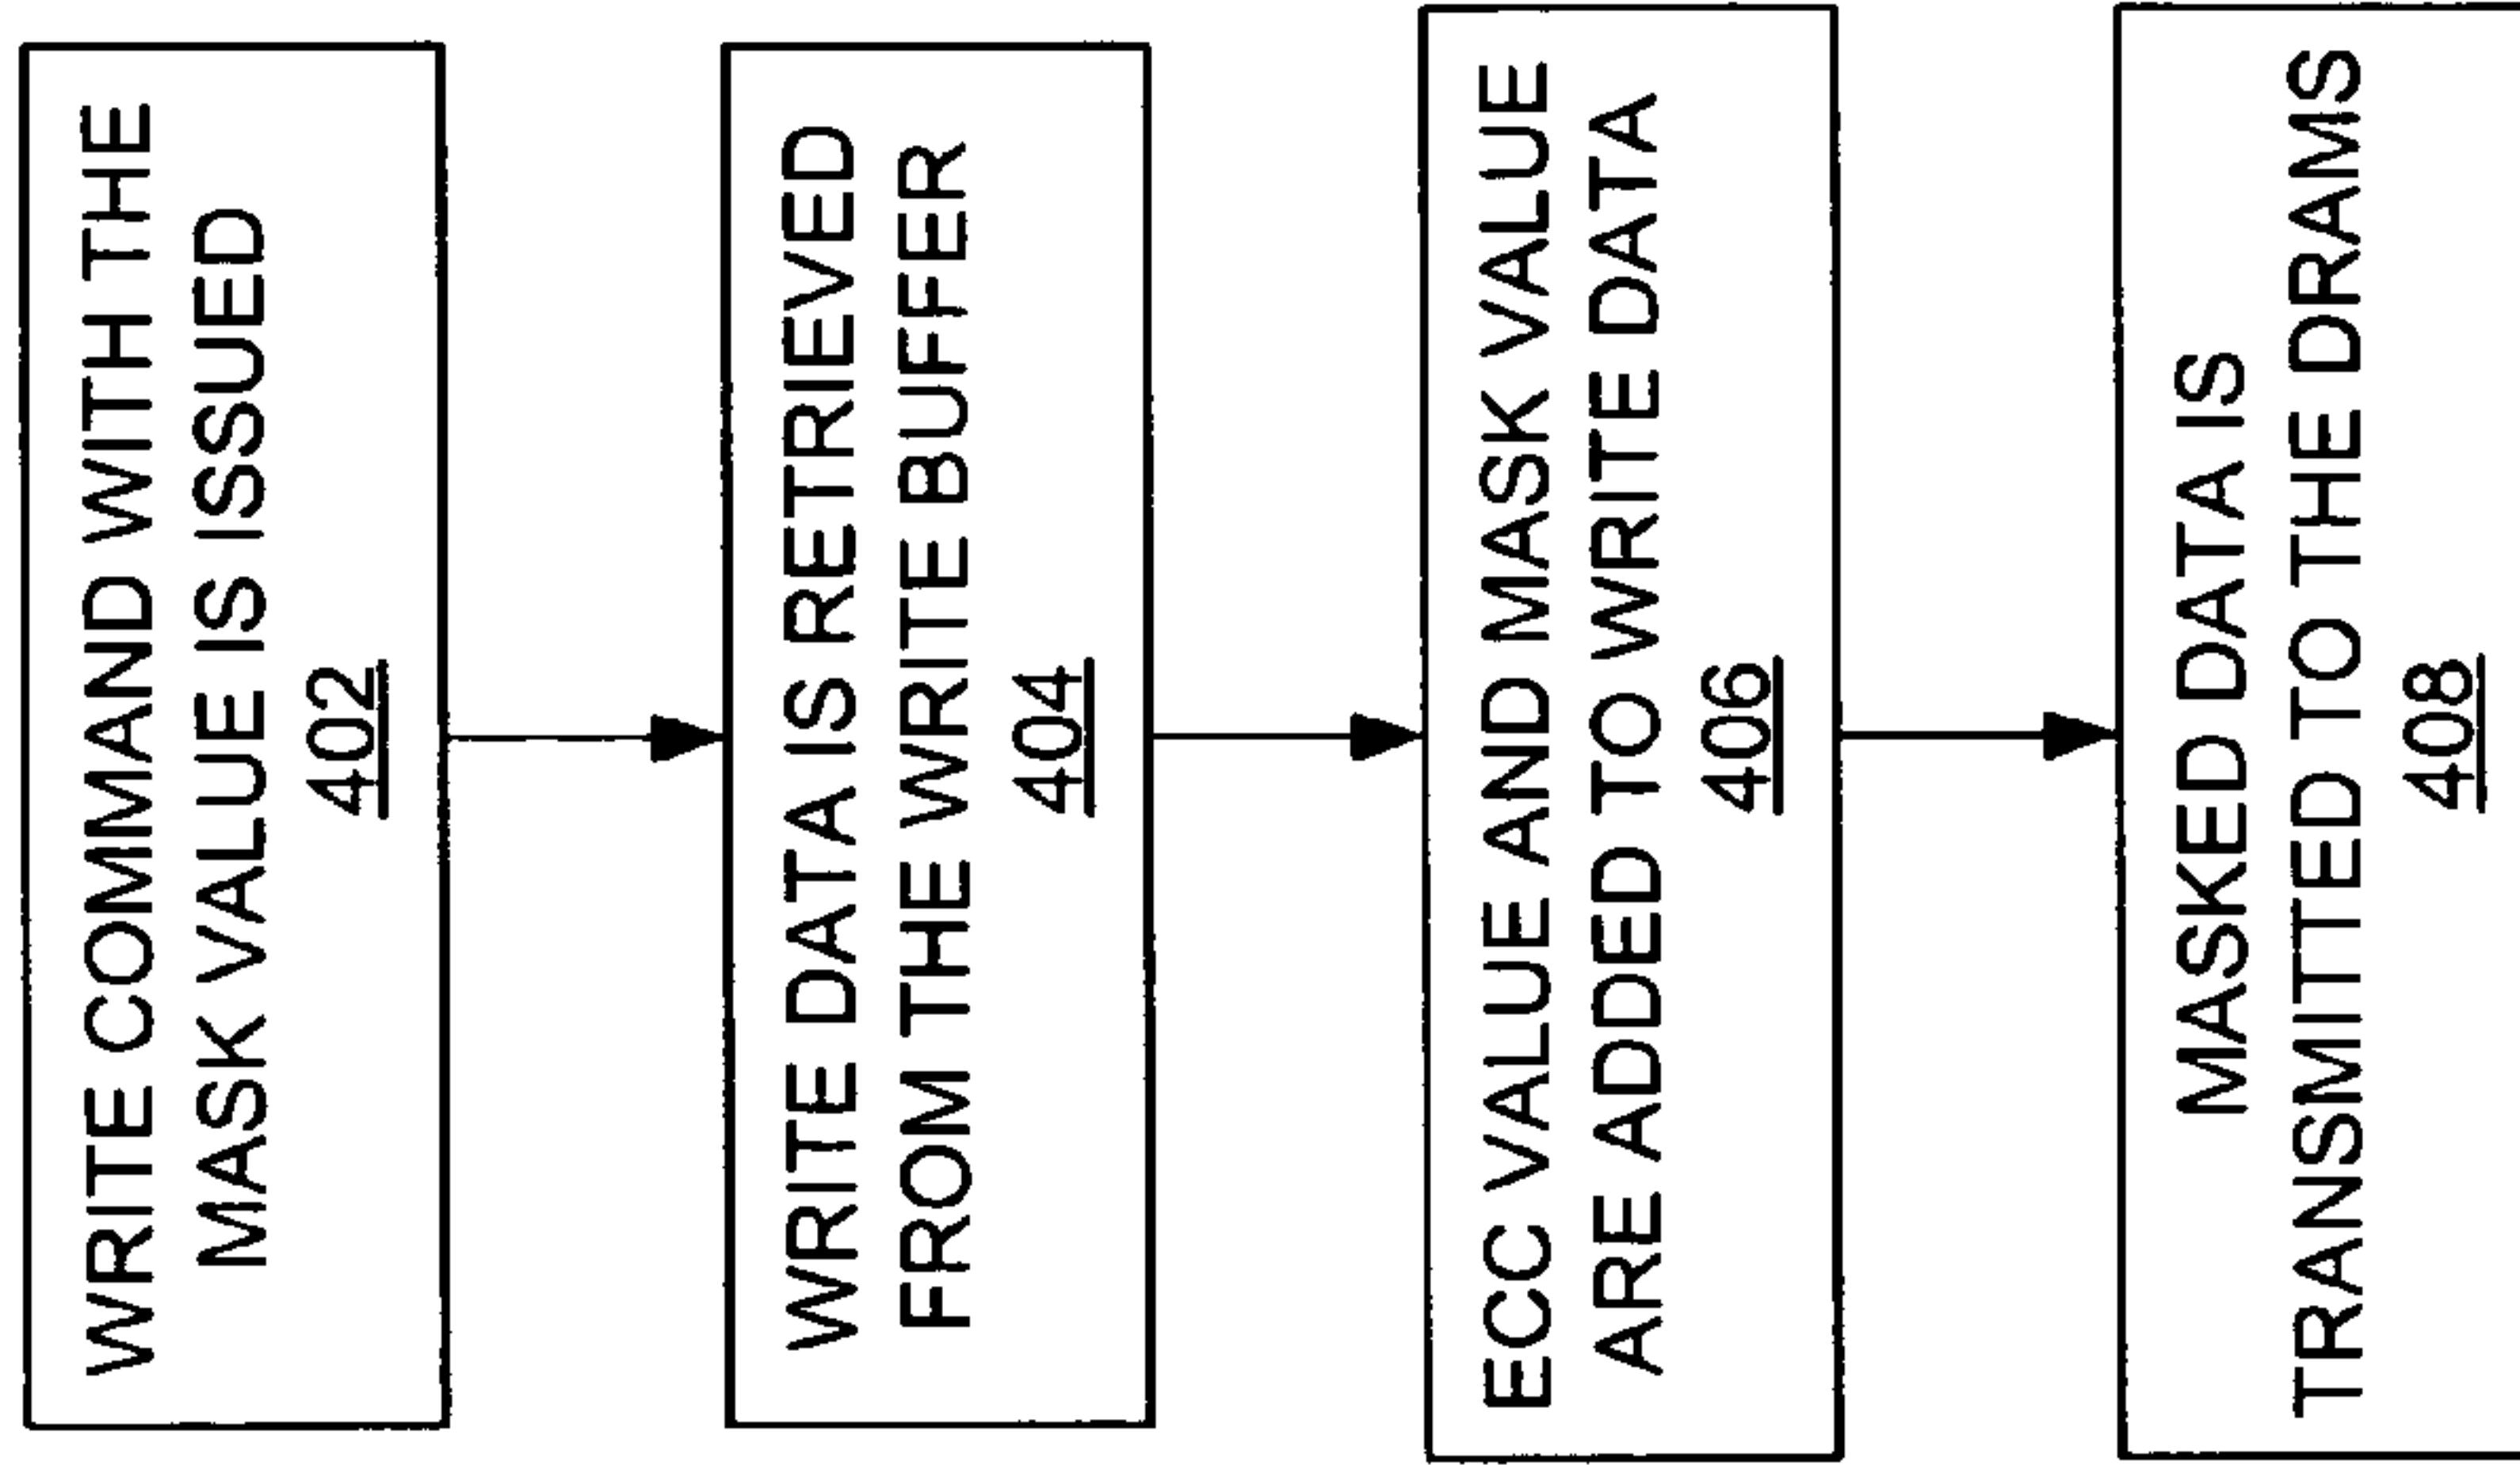 WRITE COMMAND WITH THE
MASK VALUE IS ISSUED
402
WRITE DATA IS RETRIEVED
FROM THE WRITE BUFFER
404
ECC VALUE AND MASK VALUE
ARE ADDED TO WRITE DATA
406
MASKED DATA IS
TRANSMITTED TO THE DRAMS
408